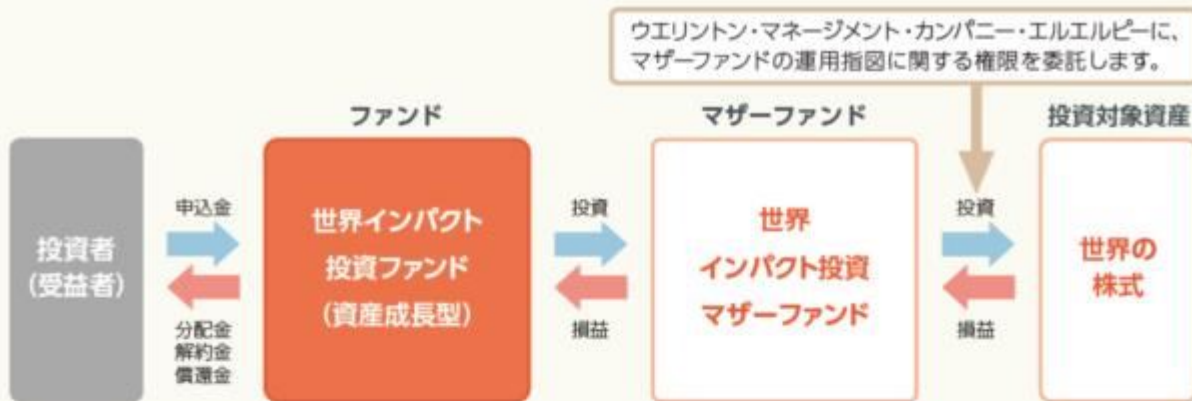 ウエリントン・マネージメント・カンパニー・エルエルピーに、
マザーファンドの運用指図に関する権限を委託します。
ファンド
マザーファンド
投資対象資産
投資者
(受益者)
申込金
分配金
解約金
償還金
世界インパクト
投資ファンド
(資産成長型)
投資
損益
世界
インパクト投資
マザーファンド
投資
損益
世界の
株式